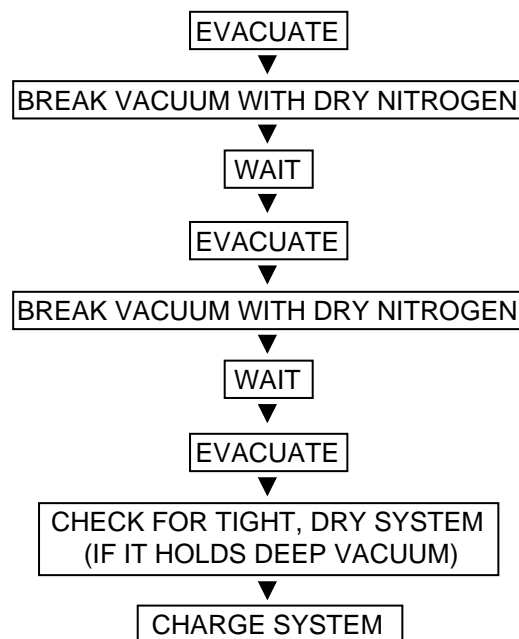 EVACUATE
BREAK VACUUM WITH DRY NITROGEN
WAIT
EVACUATE
BREAK VACUUM WITH DRY NITROGEN
WAIT
EVACUATE
CHECK FOR TIGHT, DRY SYSTEM
(IF IT HOLDS DEEP VACUUM)
CHARGE SYSTEM